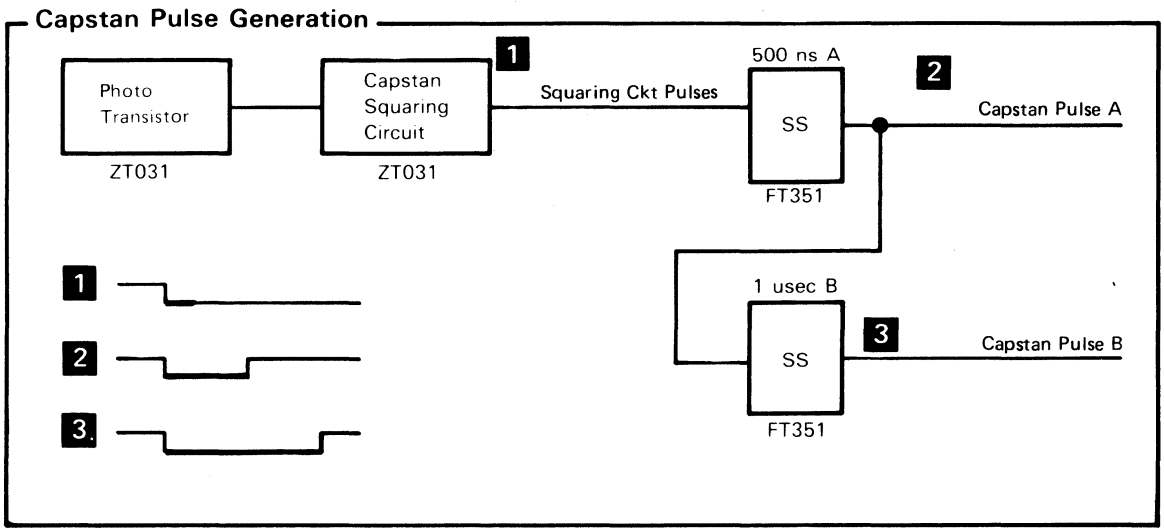 Capstan Pulse Generation
Photo
Transistor
ZT031
Capstan
Squaring
Circuit
ZT031
1
Squaring Ckt Pulses
500 ns A
SS
FT351
2
Capstan Pulse A
1 usec B
SS
FT351
3
Capstan Pulse B
1
2
3.